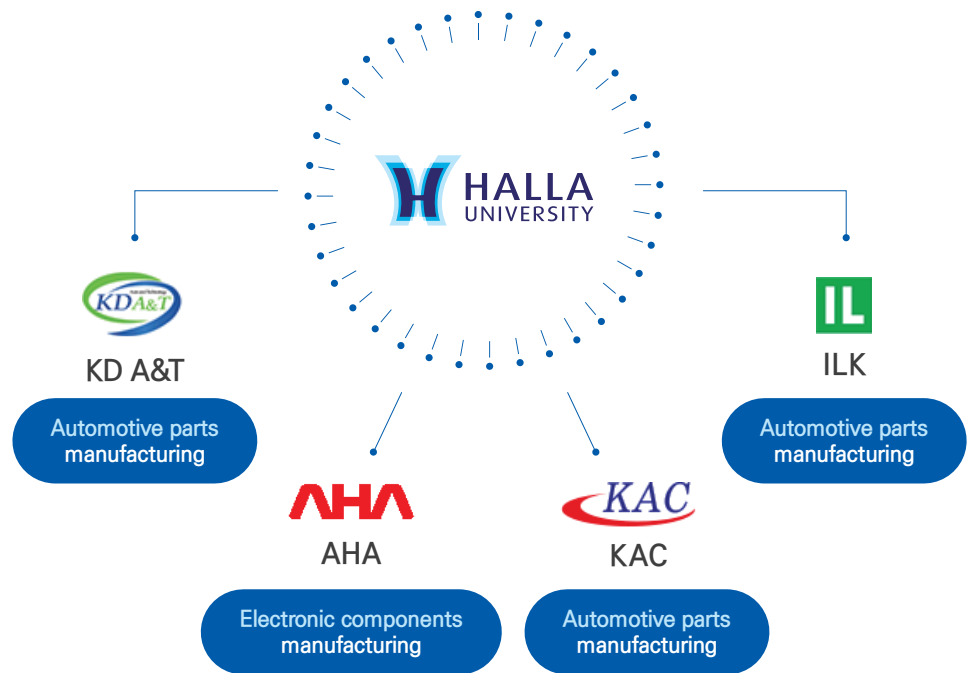 HALLA
UNIVERSITY
KD A&T
KD A&T
Automotive parts
manufacturing
IL
ILK
Automotive parts
manufacturing
AHA
AHA
Electronic components
manufacturing
KAC
KAC
Automotive parts
manufacturing